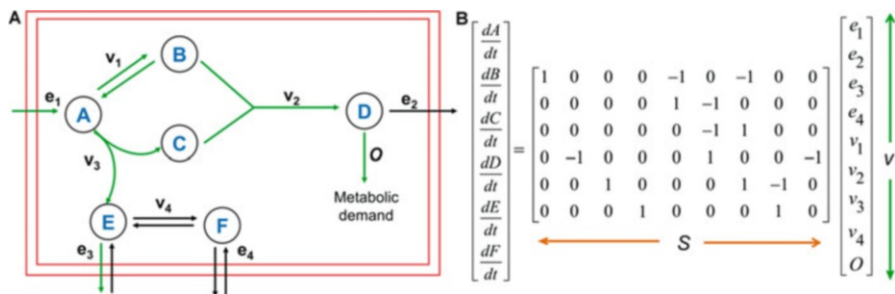 A
B
v1
B
e1
A
v2
D
e2
C
v3
O
Metabolic
demand
E
v4
F
e3
e4
dA
dt
dB
dt
dC
dt
dD
dt
dE
dt
dF
dt
=
1 0 0 0 −1 0 −1 0 0
0 0 0 0 1 −1 0 0 0
0 0 0 0 0 −1 1 0 0
0 −1 0 0 0 1 0 0 −1
0 0 1 0 0 0 1 −1 0
0 0 0 1 0 0 0 1 0
S
e1
e2
e3
e4
v1
v2
v3
v4
O
v